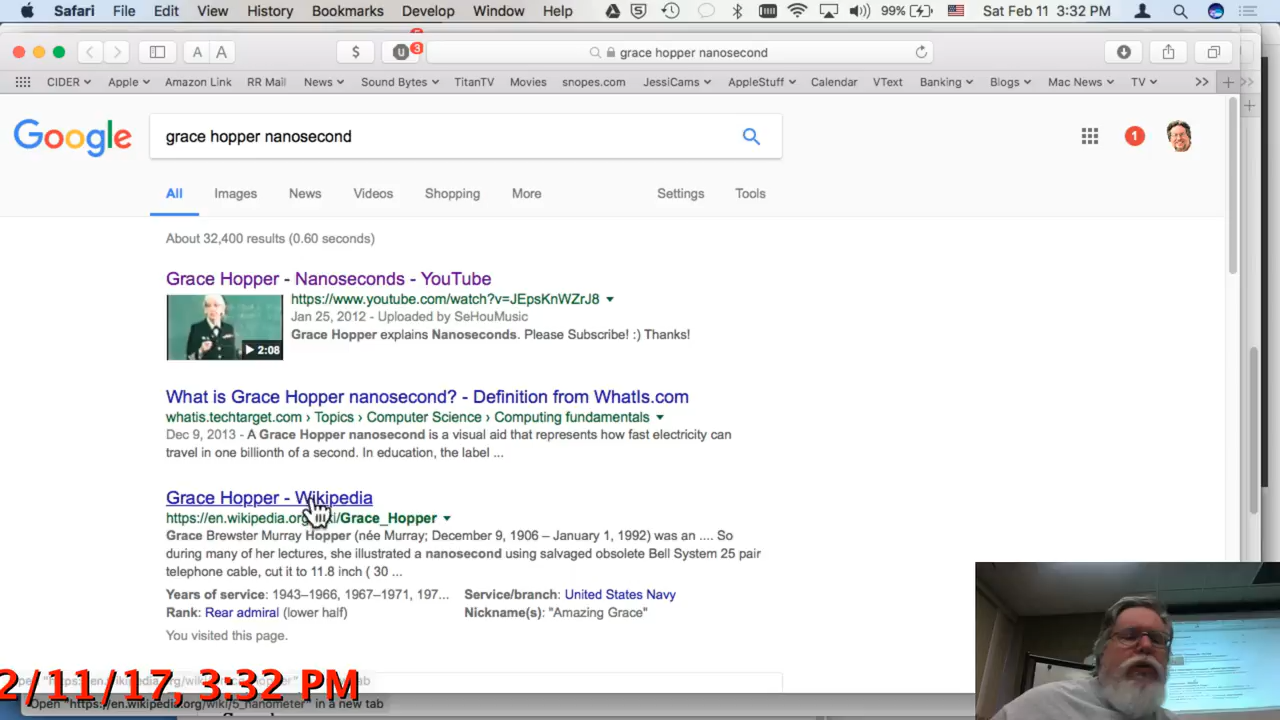 Safari File Edit View History Bookmarks Develop Window Help 99% Sat Feb 11 3:32 PM
A A $ u 3 grace hopper nanosecond
CIDER Apple Amazon Link RR Mail News Sound Bytes TitanTV Movies snopes.com JessiCams AppleStuff Calendar VText Banking Blogs Mac News TV >> +
Google grace hopper nanosecond 1
All Images News Videos Shopping More Settings Tools
About 32,400 results (0.60 seconds)
Grace Hopper - Nanoseconds - YouTube
https://www.youtube.com/watch?v=JEpsKnWZrJ8
Jan 25, 2012 - Uploaded by SeHouMusic
Grace Hopper explains Nanoseconds. Please Subscribe! :) Thanks!
2:08
What is Grace Hopper nanosecond? - Definition from WhatIs.com
whatis.techtarget.com › Topics › Computer Science › Computing fundamentals
Dec 9, 2013 - A Grace Hopper nanosecond is a visual aid that represents how fast electricity can
travel in one billionth of a second. In education, the label ...
Grace Hopper - Wikipedia
https://en.wikipedia.org/ /Grace_Hopper
Grace Brewster Murray Hopper (née Murray; December 9, 1906 – January 1, 1992) was an .... So
during many of her lectures, she illustrated a nanosecond using salvaged obsolete Bell System 25 pair
telephone cable, cut it to 11.8 inch ( 30 ...
Years of service: 1943–1966, 1967–1971, 197... Service/branch: United States Navy
Rank: Rear admiral (lower half) Nickname(s): "Amazing Grace"
You visited this page.
2/11/17, 3:32 PM
Open "https://en.wikipedia.org/wiki/5_nanometer" in a new tab